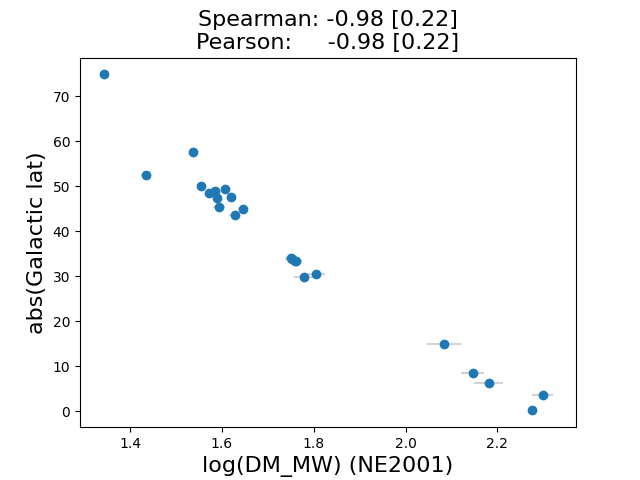 Spearman: -0.98 [0.22]
Pearson: -0.98 [0.22]
abs(Galactic lat)
70
60
50
40
30
20
10
0
1.4 1.6 1.8 2.0 2.2
log(DM_MW) (NE2001)